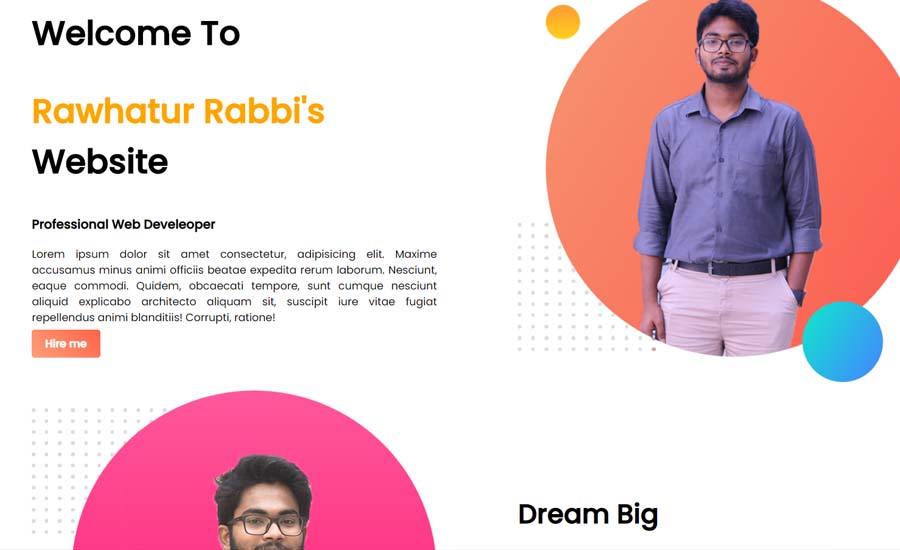 Welcome To
Rawhatur Rabbi's
Website
Professional Web Develeoper
Lorem ipsum dolor sit amet consectetur, adipisicing elit. Maxime
accusamus minus animi officiis beatae expedita rerum laborum. Nesciunt,
eaque commodi. Quidem, obcaecati tempore, sunt cumque nesciunt
aliquid explicabo architecto aliquam sit, suscipit iure vitae fugiat
repellendus animi blanditiis! Corrupti, ratione!
Hire me
Dream Big